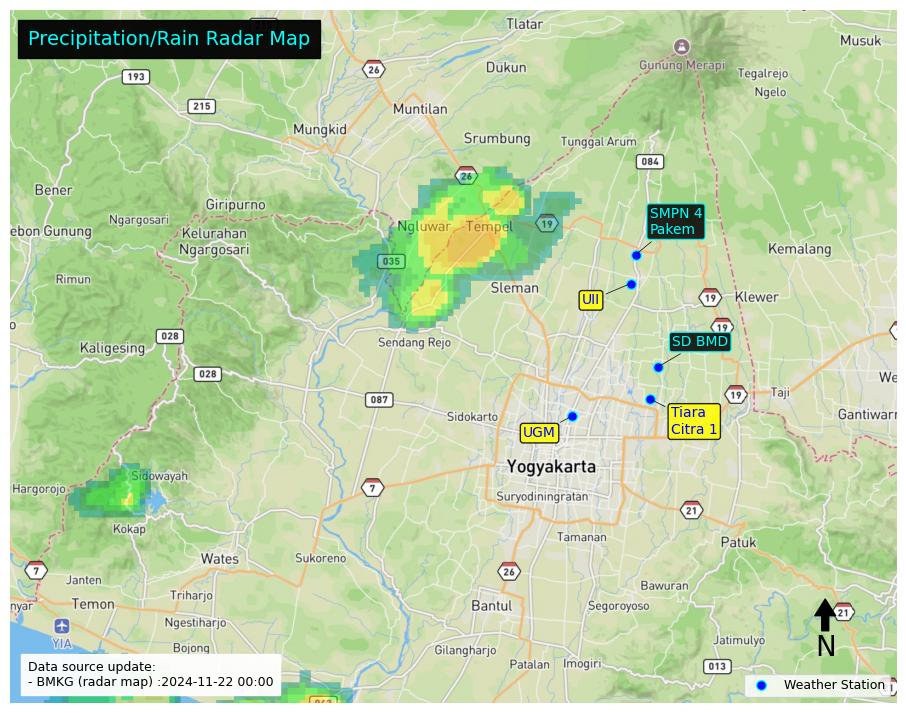 Precipitation/Rain Radar Map
Tlatar
Musuk
26
Gunung Merapi
193
Dukun
Tegalrejo
Ngelo
215
Muntilan
Mungkid
Srumbung
Tunggal Arum
084
26
Bener
Giripurno
SMPN 4
Pakem
Ngargosari
ebon Gunung
Kelurahan
Ngargosari
Ngluwar
Tempel
19
Kemalang
035
Rimun
Sleman
UII
19
Klewer
19
028
Kaligesing
Sendang Rejo
SD BMD
028
087
19
Taji
We
Tiara
Citra 1
Gantiwarn
Sidokarto
UGM
Yogyakarta
Sidowayah
Hargorojo
7
Suryodiningratan
21
Kokap
Tamanan
Patuk
Wates
Sukoreno
7
26
Janten
Triharjo
Bawuran
nyar
Temon
Bantul
Segoroyoso
21
Ngestiharjo
YIA
N
Bojong
Gilangharjo
Jatimulyo
Patalan
Imogiri
013
Data source update:
- BMKG (radar map) :2024-11-22 00:00
Weather Station